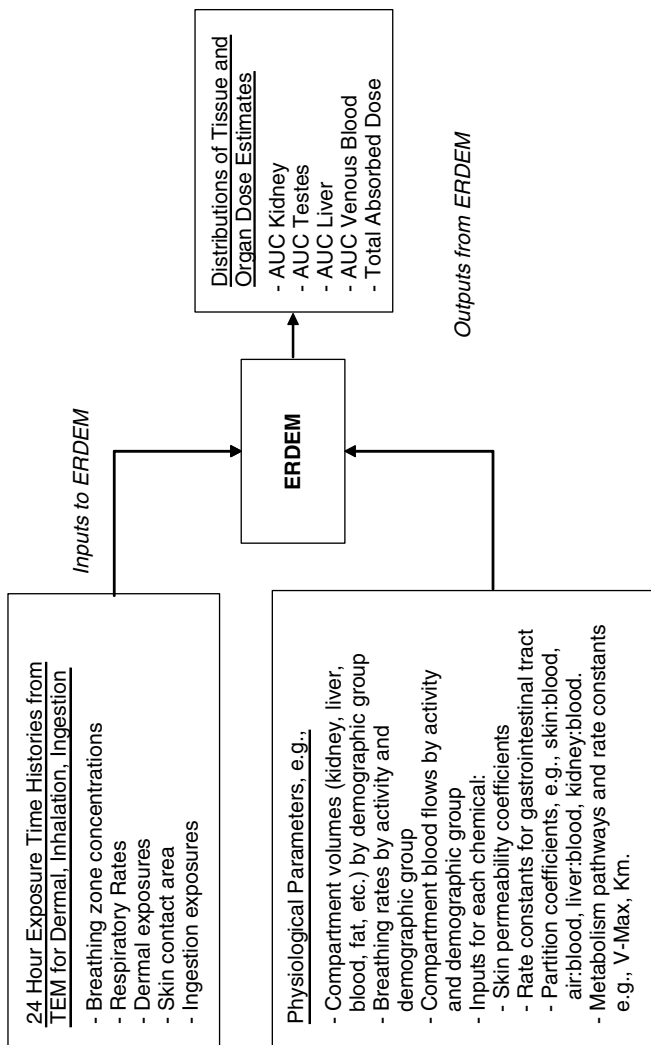 24 Hour Exposure Time Histories from
TEM for Dermal, Inhalation, Ingestion
- Breathing zone concentrations
- Respiratory Rates
- Dermal exposures
- Skin contact area
- Ingestion exposures
Inputs to ERDEM
Physiological Parameters, e.g.,
- Compartment volumes (kidney, liver,
blood, fat, etc.) by demographic group
- Breathing rates by activity and
demographic group
- Compartment blood flows by activity
and demographic group
- Inputs for each chemical:
- Skin permeability coefficients
- Rate constants for gastrointestinal tract
- Partition coefficients, e.g., skin:blood,
air:blood, liver:blood, kidney:blood.
- Metabolism pathways and rate constants
e.g., V-Max, Km.
ERDEM
Distributions of Tissue and
Organ Dose Estimates
- AUC Kidney
- AUC Testes
- AUC Liver
- AUC Venous Blood
- Total Absorbed Dose
Outputs from ERDEM